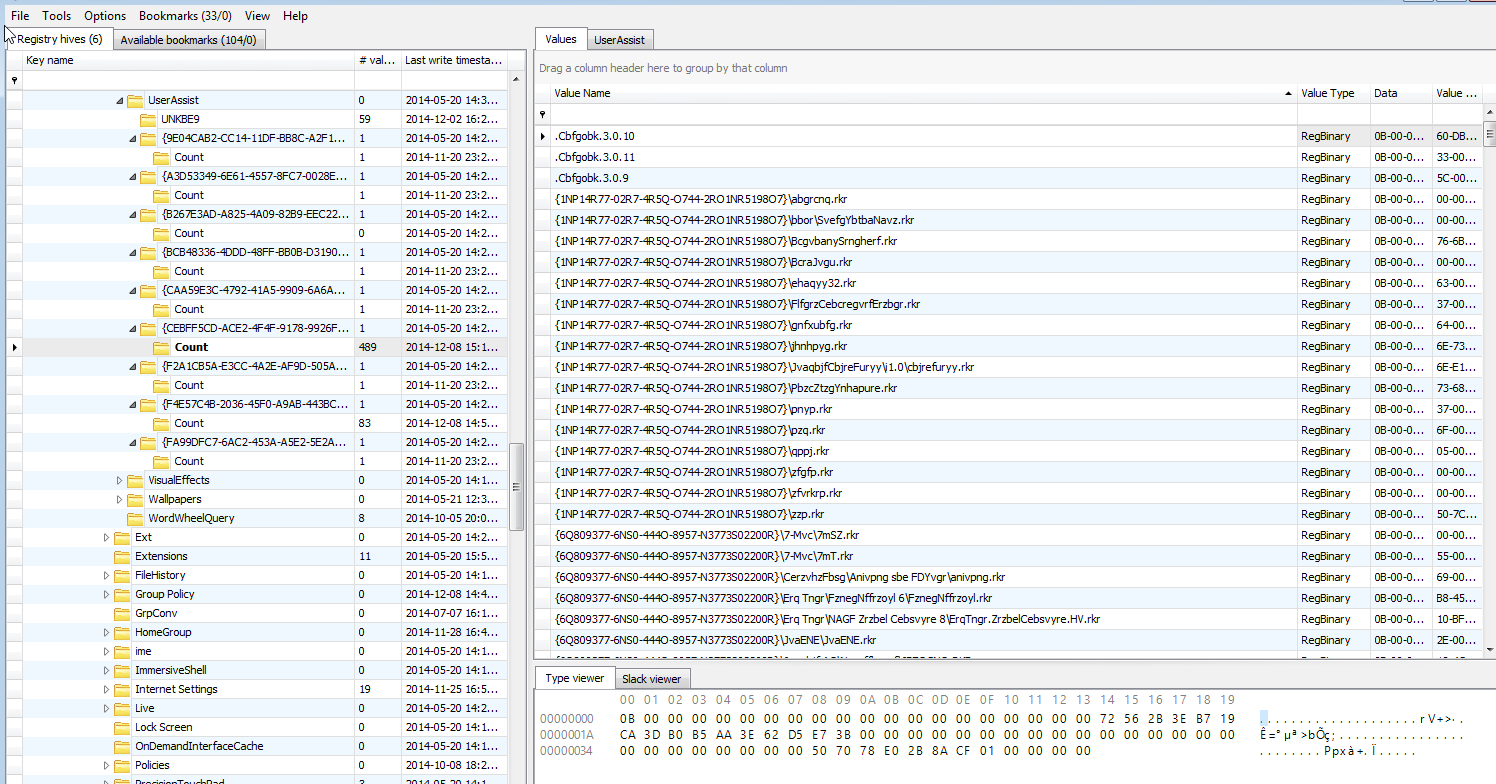 File Tools Options Bookmarks (33/0) View Help
Registry hives (6) Available bookmarks (104/0)
Key name # val... Last write timesta...
UserAssist 0 2014-05-20 14:3...
UNKBE9 59 2014-12-02 16:2...
{9E04CAB2-CC14-11DF-BB8C-A2F1... 1 2014-05-20 14:2...
Count 1 2014-11-20 23:2...
{A3D53349-6E61-4557-8FC7-0028E... 1 2014-05-20 14:2...
Count 1 2014-11-20 23:2...
{B267E3AD-A825-4A09-82B9-EEC22... 1 2014-05-20 14:2...
Count 0 2014-05-20 14:2...
{BCB48336-4DDD-48FF-BB0B-D3190... 1 2014-05-20 14:2...
Count 1 2014-11-20 23:2...
{CAA59E3C-4792-41A5-9909-6A6A... 1 2014-05-20 14:2...
Count 1 2014-11-20 23:2...
{CEBFF5CD-ACE2-4F4F-9178-9926F... 1 2014-05-20 14:2...
Count 489 2014-12-08 15:1...
{F2A1CB5A-E3CC-4A2E-AF9D-505A... 1 2014-05-20 14:2...
Count 1 2014-11-20 23:2...
{F4E57C4B-2036-45F0-A9AB-443BC... 1 2014-05-20 14:2...
Count 83 2014-12-08 14:5...
{FA99DFC7-6AC2-453A-A5E2-5E2A... 1 2014-05-20 14:2...
Count 1 2014-11-20 23:2...
VisualEffects 0 2014-05-20 14:1...
Wallpapers 0 2014-05-21 12:3...
WordWheelQuery 8 2014-10-05 20:0...
Ext 0 2014-05-20 14:2...
Extensions 11 2014-05-20 15:5...
FileHistory 0 2014-05-20 14:1...
Group Policy 0 2014-12-08 14:4...
GrpConv 0 2014-07-07 16:1...
HomeGroup 0 2014-11-28 16:4...
ime 0 2014-05-20 14:1...
ImmersiveShell 0 2014-05-20 14:1...
Internet Settings 19 2014-11-25 16:5...
Live 0 2014-05-20 14:1...
Lock Screen 0 2014-05-20 14:1...
OnDemandInterfaceCache 0 2014-05-20 14:2...
Policies 0 2014-10-08 18:2...
PrecisionTouchPad 3 2014-05-20 14:1...
Values UserAssist
Drag a column header here to group by that column
Value Name Value Type Data Value ...
.Cbfgobk.3.0.10 RegBinary 0B-00-0... 60-DB...
.Cbfgobk.3.0.11 RegBinary 0B-00-0... 33-00...
.Cbfgobk.3.0.9 RegBinary 0B-00-0... 5C-00...
{1NP14R77-02R7-4R5Q-O744-2RO1NR5198O7}\abgrcnq.rkr RegBinary 0B-00-0... 00-00...
{1NP14R77-02R7-4R5Q-O744-2RO1NR5198O7}\bbor\SvefgYbtbaNavz.rkr RegBinary 0B-00-0... 00-00...
{1NP14R77-02R7-4R5Q-O744-2RO1NR5198O7}\BcgvbanySrngherf.rkr RegBinary 0B-00-0... 76-6B...
{1NP14R77-02R7-4R5Q-O744-2RO1NR5198O7}\BcraJvgu.rkr RegBinary 0B-00-0... 00-00...
{1NP14R77-02R7-4R5Q-O744-2RO1NR5198O7}\ehaqyy32.rkr RegBinary 0B-00-0... 63-00...
{1NP14R77-02R7-4R5Q-O744-2RO1NR5198O7}\FlfgrzCebcregvrfErzbgr.rkr RegBinary 0B-00-0... 37-00...
{1NP14R77-02R7-4R5Q-O744-2RO1NR5198O7}\gnfxubfg.rkr RegBinary 0B-00-0... 64-00...
{1NP14R77-02R7-4R5Q-O744-2RO1NR5198O7}\jhnhpyg.rkr RegBinary 0B-00-0... 6E-73...
{1NP14R77-02R7-4R5Q-O744-2RO1NR5198O7}\JvaqbjfCbjreFuryy\i1.0\cbjrefuryy.rkr RegBinary 0B-00-0... 6E-E1...
{1NP14R77-02R7-4R5Q-O744-2RO1NR5198O7}\PbzcZtzgYnhapure.rkr RegBinary 0B-00-0... 73-68...
{1NP14R77-02R7-4R5Q-O744-2RO1NR5198O7}\pnyp.rkr RegBinary 0B-00-0... 37-00...
{1NP14R77-02R7-4R5Q-O744-2RO1NR5198O7}\pzq.rkr RegBinary 0B-00-0... 6F-00...
{1NP14R77-02R7-4R5Q-O744-2RO1NR5198O7}\qppj.rkr RegBinary 0B-00-0... 05-00...
{1NP14R77-02R7-4R5Q-O744-2RO1NR5198O7}\zfgfp.rkr RegBinary 0B-00-0... 00-00...
{1NP14R77-02R7-4R5Q-O744-2RO1NR5198O7}\zfvrkrp.rkr RegBinary 0B-00-0... 00-00...
{1NP14R77-02R7-4R5Q-O744-2RO1NR5198O7}\zzp.rkr RegBinary 0B-00-0... 50-7C...
{6Q809377-6NS0-444O-8957-N3773S02200R}\7-Mvc\7mSZ.rkr RegBinary 0B-00-0... 00-00...
{6Q809377-6NS0-444O-8957-N3773S02200R}\7-Mvc\7mT.rkr RegBinary 0B-00-0... 55-00...
{6Q809377-6NS0-444O-8957-N3773S02200R}\CerzvhzFbsg\Anivpng sbe FDYvgr\anivpng.rkr RegBinary 0B-00-0... 69-00...
{6Q809377-6NS0-444O-8957-N3773S02200R}\Erq Tngr\FznegNffrzoyl 6\FznegNffrzoyl.rkr RegBinary 0B-00-0... B8-45...
{6Q809377-6NS0-444O-8957-N3773S02200R}\Erq Tngr\NAGF Zrzbel Cebsvyre 8\ErqTngr.ZrzbelCebsvyre.HV.rkr RegBinary 0B-00-0... 10-BF...
{6Q809377-6NS0-444O-8957-N3773S02200R}\JvaENE\JvaENE.rkr RegBinary 0B-00-0... 2E-00...
Type viewer Slack viewer
00 01 02 03 04 05 06 07 08 09 0A 0B 0C 0D 0E 0F 10 11 12 13 14 15 16 17 18 19
00000000 0B 00 00 00 00 00 00 00 00 00 00 00 00 00 00 00 00 00 00 00 72 56 2B 3E B7 19 ....................rV+>·.
0000001A CA 3D B0 B5 AA 3E 62 D5 E7 3B 00 00 00 00 00 00 00 00 00 00 00 00 00 00 00 00 Ê=°µª>bÕç;................
00000034 00 00 00 00 00 00 00 00 50 70 78 E0 2B 8A CF 01 00 00 00 00 ........Ppxà+.Ï.....